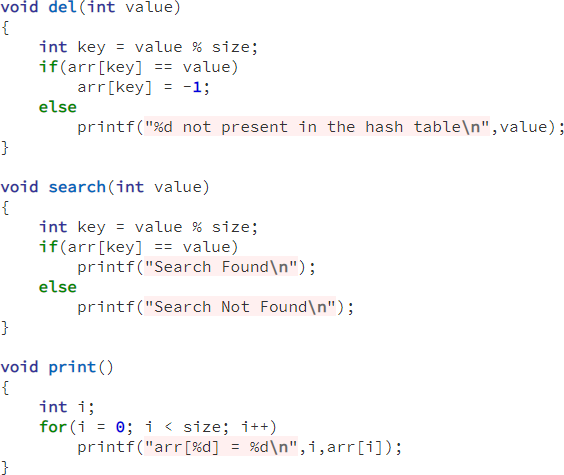 void del(int value)
{
    int key = value % size;
    if(arr[key] == value)
        arr[key] = -1;
    else
        printf("%d not present in the hash table\n",value);
}

void search(int value)
{
    int key = value % size;
    if(arr[key] == value)
        printf("Search Found\n");
    else
        printf("Search Not Found\n");
}

void print()
{
    int i;
    for(i = 0; i < size; i++)
        printf("arr[%d] = %d\n",i,arr[i]);
}